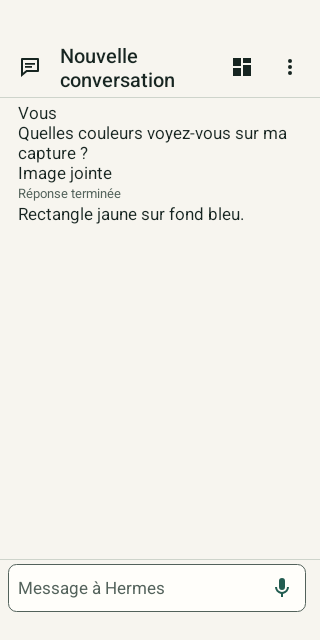 Nouvelle
conversation
Vous
Quelles couleurs voyez-vous sur ma
capture ?
Image jointe
Réponse terminée
Rectangle jaune sur fond bleu.
Message à Hermes